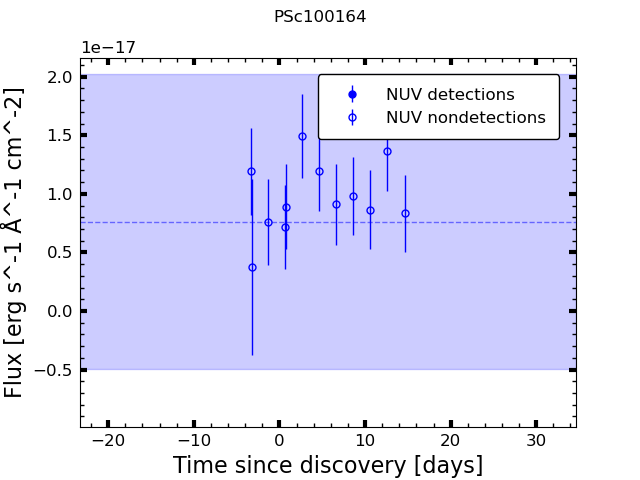 PSc100164
1e−17
2.0
1.5
1.0
0.5
0.0
−0.5
Flux [erg s^-1 Å^-1 cm^-2]
NUV detections
NUV nondetections
−20 −10 0 10 20 30
Time since discovery [days]